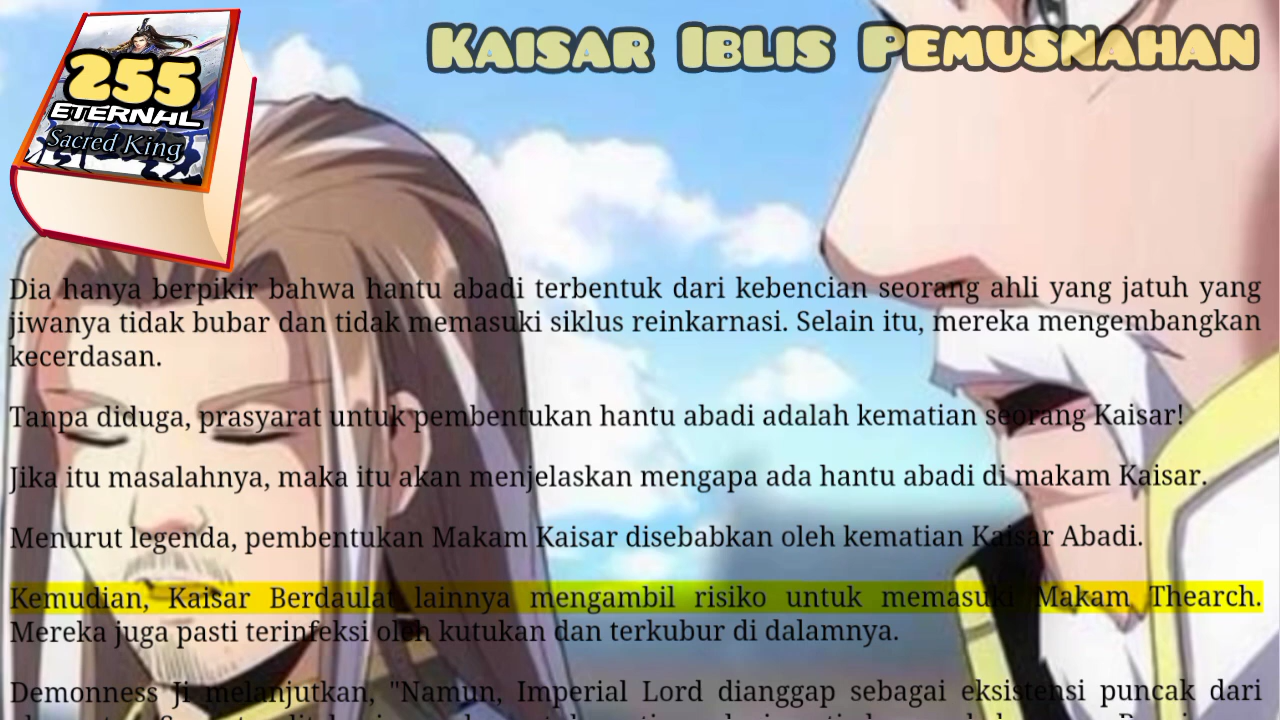 Kaisar Iblis Pemusnahan
255
ETERNAL
Sacred King
Dia hanya berpikir bahwa hantu abadi terbentuk dari kebencian seorang ahli yang jatuh yang
jiwanya tidak bubar dan tidak memasuki siklus reinkarnasi. Selain itu, mereka mengembangkan
kecerdasan.
Tanpa diduga, prasyarat untuk pembentukan hantu abadi adalah kematian seorang Kaisar!
Jika itu masalahnya, maka itu akan menjelaskan mengapa ada hantu abadi di makam Kaisar.
Menurut legenda, pembentukan Makam Kaisar disebabkan oleh kematian Kaisar Abadi.
Kemudian, Kaisar Berdaulat lainnya mengambil risiko untuk memasuki Makam Thearch.
Mereka juga pasti terinfeksi oleh kutukan dan terkubur di dalamnya.
Demonness Ji melanjutkan, "Namun, Imperial Lord dianggap sebagai eksistensi puncak dari